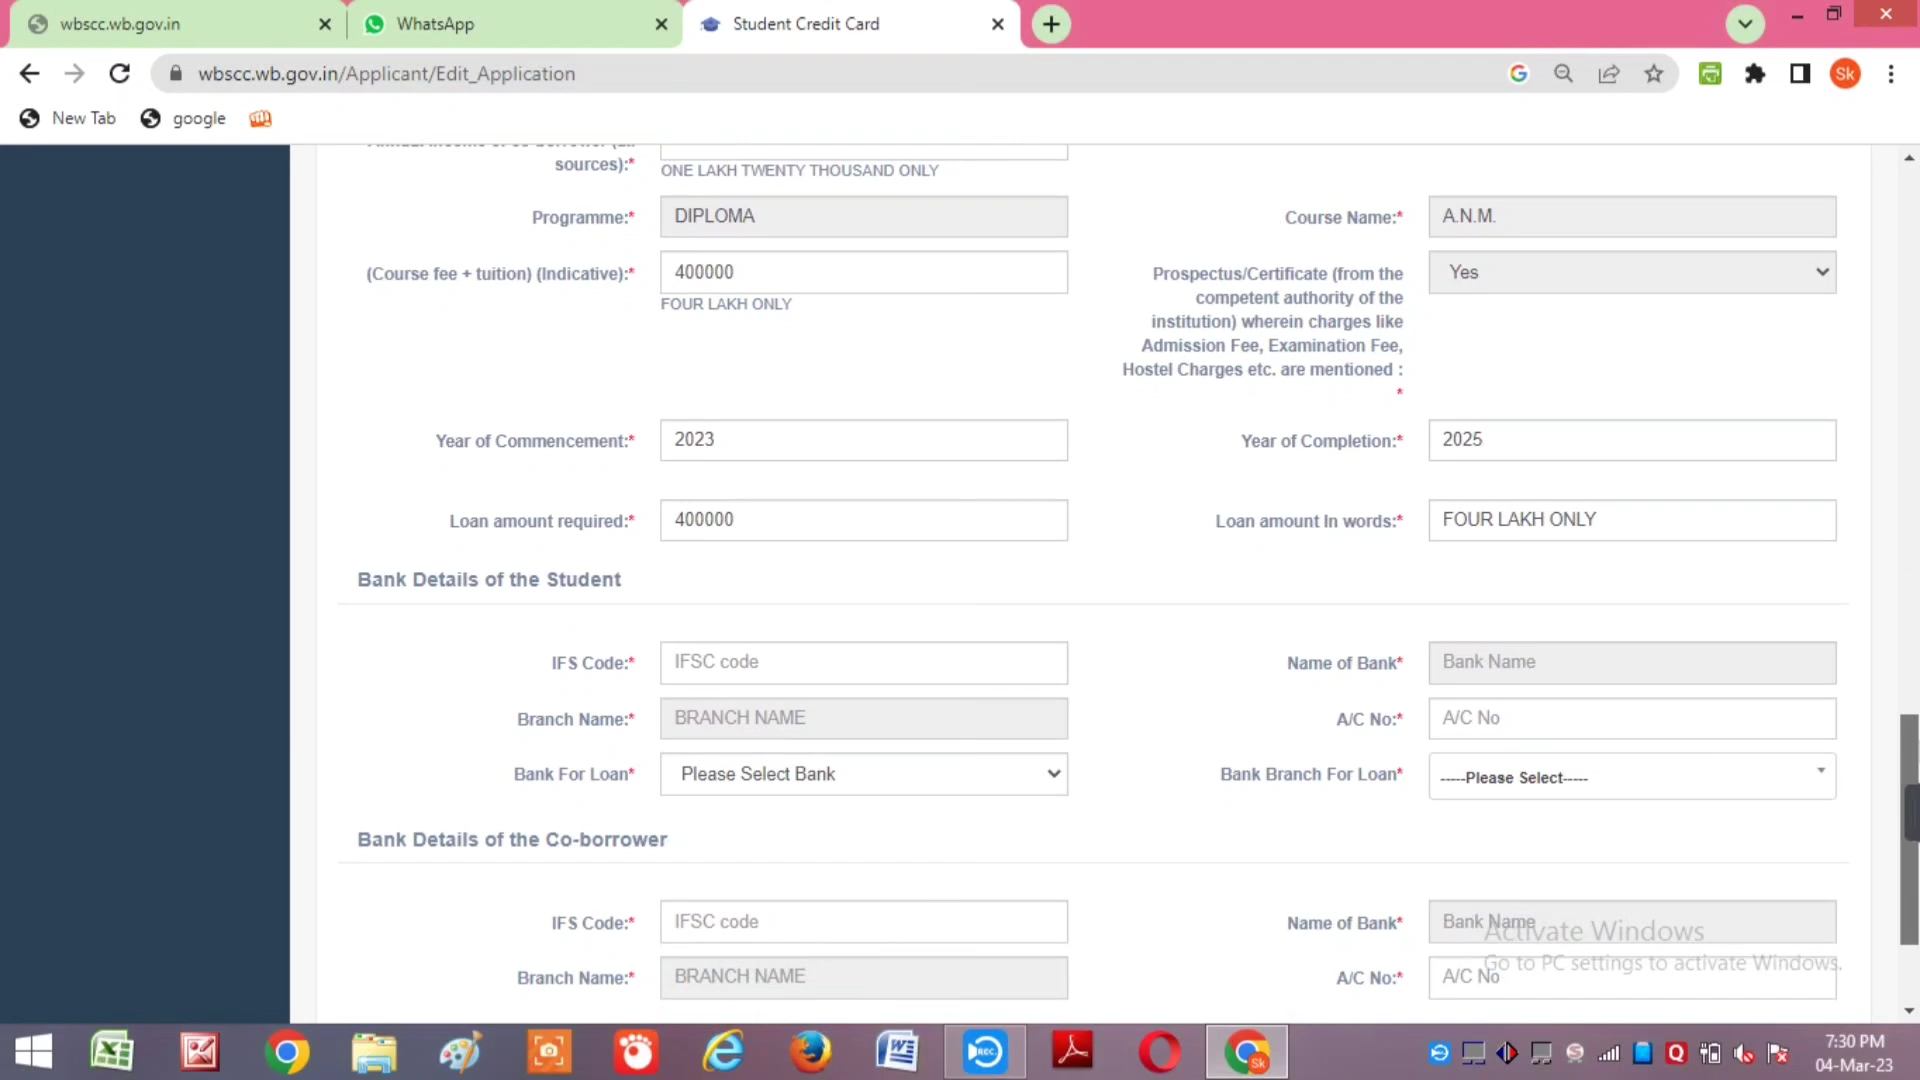 wbscc.wb.gov.in
WhatsApp
Student Credit Card
wbscc.wb.gov.in/Applicant/Edit_Application
Sk
New Tab
google
sources):*
ONE LAKH TWENTY THOUSAND ONLY
Programme:* DIPLOMA
Course Name:* A.N.M.
(Course fee + tuition) (Indicative):* 400000
FOUR LAKH ONLY
Prospectus/Certificate (from the
competent authority of the
institution) wherein charges like
Admission Fee, Examination Fee,
Hostel Charges etc. are mentioned :
*
Yes
Year of Commencement:* 2023
Year of Completion:* 2025
Loan amount required:* 400000
Loan amount In words:* FOUR LAKH ONLY
Bank Details of the Student
IFS Code:* IFSC code
Name of Bank* Bank Name
Branch Name:* BRANCH NAME
A/C No:* A/C No
Bank For Loan* Please Select Bank
Bank Branch For Loan* -----Please Select-----
Bank Details of the Co-borrower
IFS Code:* IFSC code
Name of Bank* Bank Name
Branch Name:* BRANCH NAME
A/C No:* A/C No
Activate Windows
Go to PC settings to activate Windows.
REC
Sk
7:30 PM
04-Mar-23